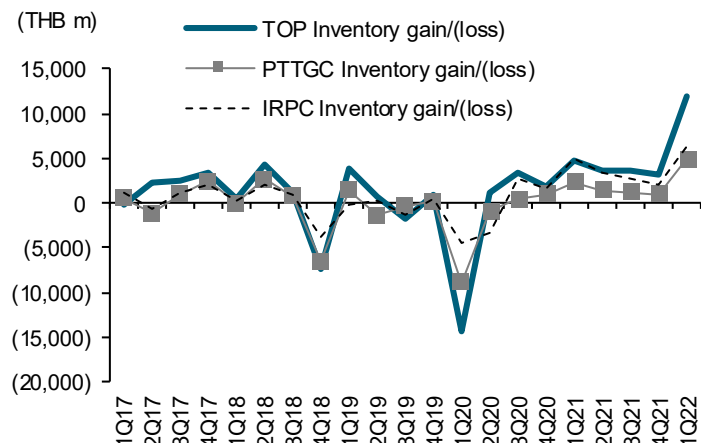 (THB m)
TOP Inventory gain/(loss)
PTTGC Inventory gain/(loss)
IRPC Inventory gain/(loss)
15,000
10,000
5,000
0
(5,000)
(10,000)
(15,000)
(20,000)
1Q17
2Q17
3Q17
4Q17
1Q18
2Q18
3Q18
4Q18
1Q19
2Q19
3Q19
4Q19
1Q20
2Q20
3Q20
4Q20
1Q21
2Q21
3Q21
4Q21
1Q22